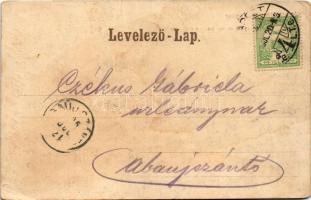 Levelező-Lap.
Czékus Gábriela
urleánynak
Abaujszántó